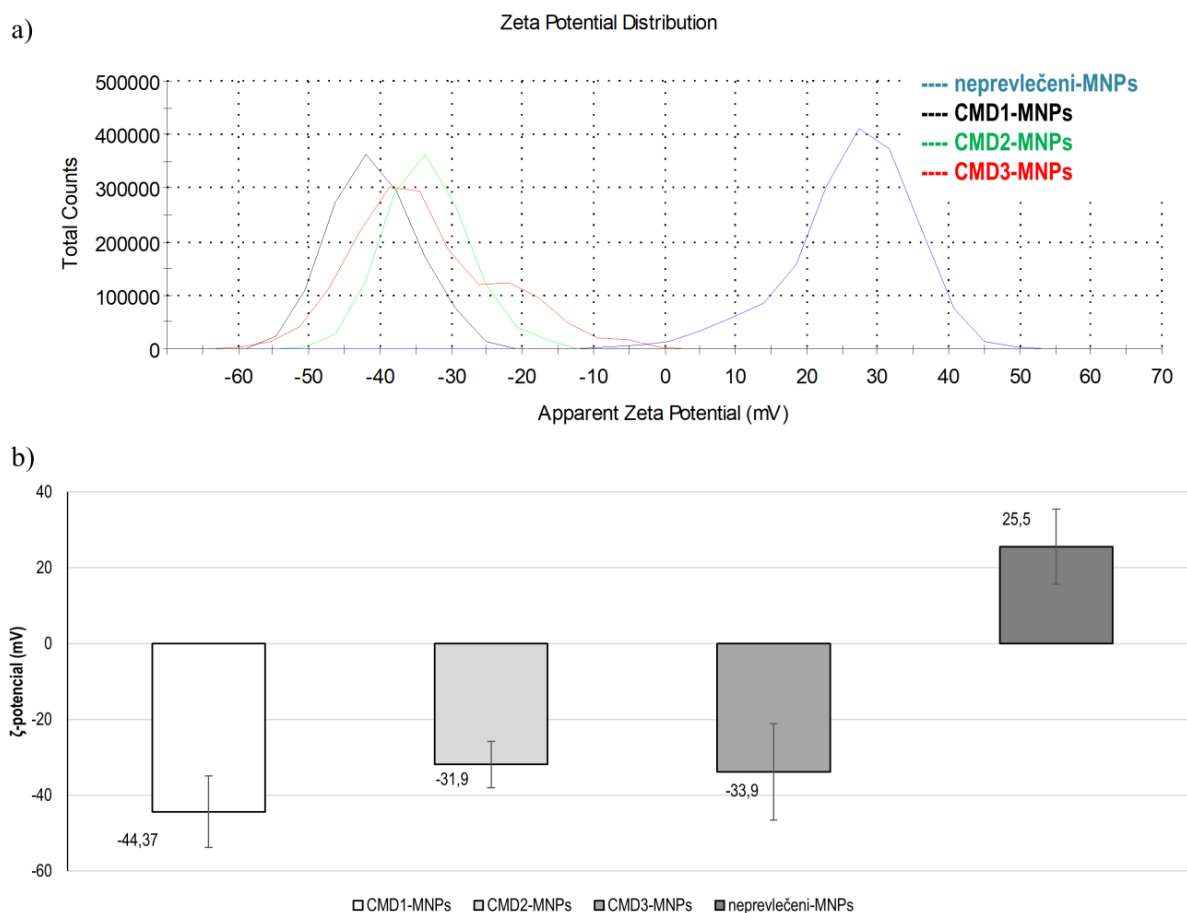 a)
Zeta Potential Distribution
500000
400000
300000
200000
100000
0
Total Counts
-60 -50 -40 -30 -20 -10 0 10 20 30 40 50 60 70
Apparent Zeta Potential (mV)
---- neprevlečeni-MNPs
---- CMD1-MNPs
---- CMD2-MNPs
---- CMD3-MNPs
b)
40
20
0
-20
-40
-60
ζ-potencial (mV)
-44,37
-31,9
-33,9
25,5
CMD1-MNPs CMD2-MNPs CMD3-MNPs neprevlečeni-MNPs